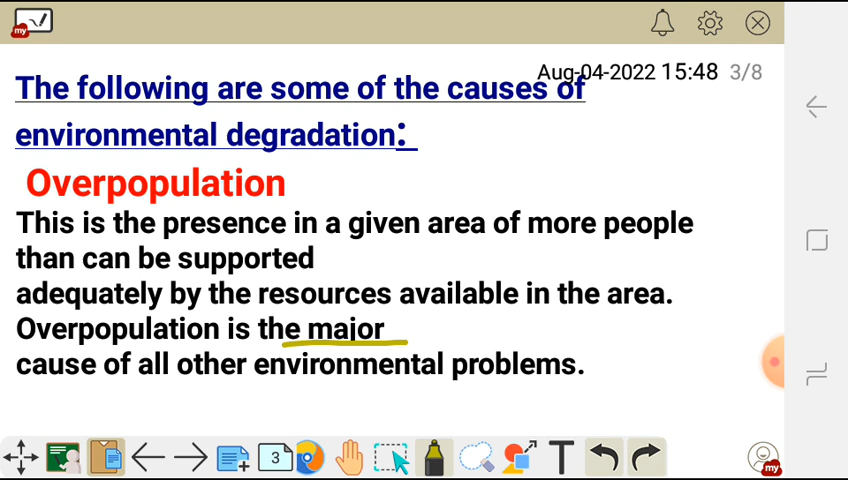 Aug-04-2022 15:48 3/8
The following are some of the causes of
environmental degradation:
Overpopulation
This is the presence in a given area of more people
than can be supported
adequately by the resources available in the area.
Overpopulation is the major
cause of all other environmental problems.
my
3
T
my